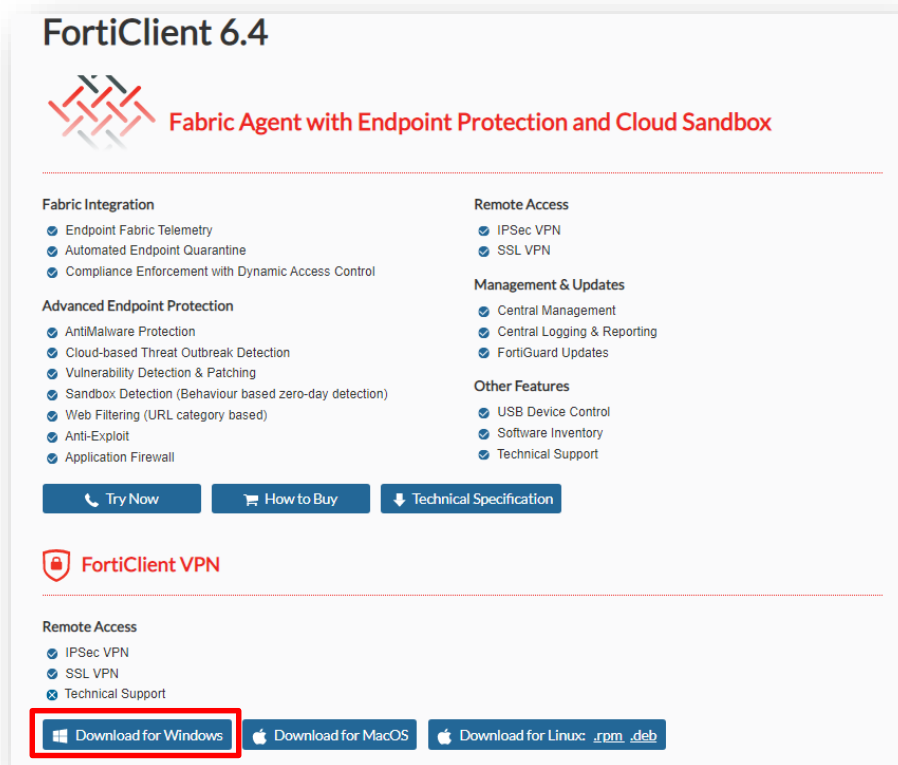 FortiClient 6.4
Fabric Agent with Endpoint Protection and Cloud Sandbox
Fabric Integration
Endpoint Fabric Telemetry
Automated Endpoint Quarantine
Compliance Enforcement with Dynamic Access Control
Advanced Endpoint Protection
AntiMalware Protection
Cloud-based Threat Outbreak Detection
Vulnerability Detection & Patching
Sandbox Detection (Behaviour based zero-day detection)
Web Filtering (URL category based)
Anti-Exploit
Application Firewall
Remote Access
IPSec VPN
SSL VPN
Management & Updates
Central Management
Central Logging & Reporting
FortiGuard Updates
Other Features
USB Device Control
Software Inventory
Technical Support
Try Now
How to Buy
Technical Specification
FortiClient VPN
Remote Access
IPSec VPN
SSL VPN
Technical Support
Download for Windows
Download for MacOS
Download for Linux: .rpm .deb